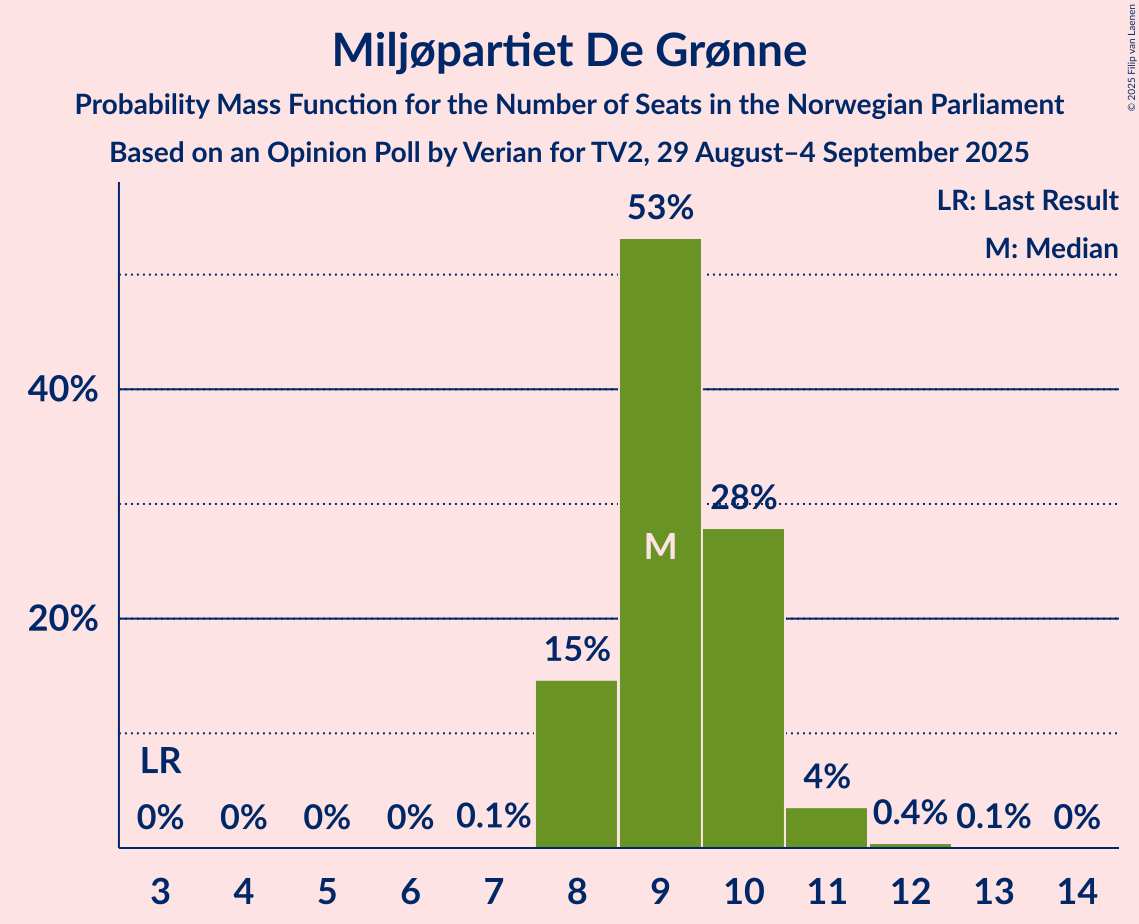 Miljøpartiet De Grønne
Probability Mass Function for the Number of Seats in the Norwegian Parliament
Based on an Opinion Poll by Verian for TV2, 29 August–4 September 2025
© 2025 Filip van Laenen
LR: Last Result
M: Median
53%
40%
28%
M
20%
15%
LR
4%
0% 0% 0% 0% 0.1% 0.4% 0.1% 0%
3 4 5 6 7 8 9 10 11 12 13 14